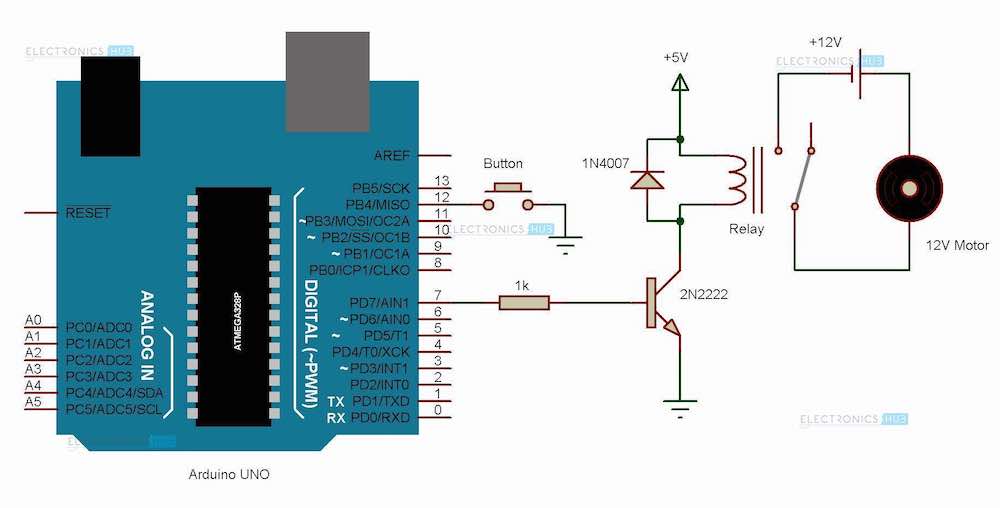 ELECTRONICS HUB
+12V
+5V
ELECTRONICS HUB
AREF
Button
1N4007
13
PB5/SCK
12
PB4/MISO
RESET
11
~PB3/MOSI/OC2A
10
~ PB2/SS/OC1B
ELECTRONICS HUB
Relay
9
~ PB1/OC1A
12V Motor
8
PB0/ICP1/CLKO
1k
2N2222
7
PD7/AIN1
6
~PD6/AIN0
5
~ PD5/T1
4
PD4/T0/XCK
3
~PD3/INT1
2
PD2/INT0
1
TX PD1/TXD
0
RX PD0/RXD
ATMEGA328P
DIGITAL (~PWM)
ANALOG IN
A0 PC0/ADC0
A1 PC1/ADC1
A2 PC2/ADC2
A3 PC3/ADC3
A4 PC4/ADC4/SDA
A5 PC5/ADC5/SCL
ELECTRONICS HUB
ELECTRONICS
Arduino UNO